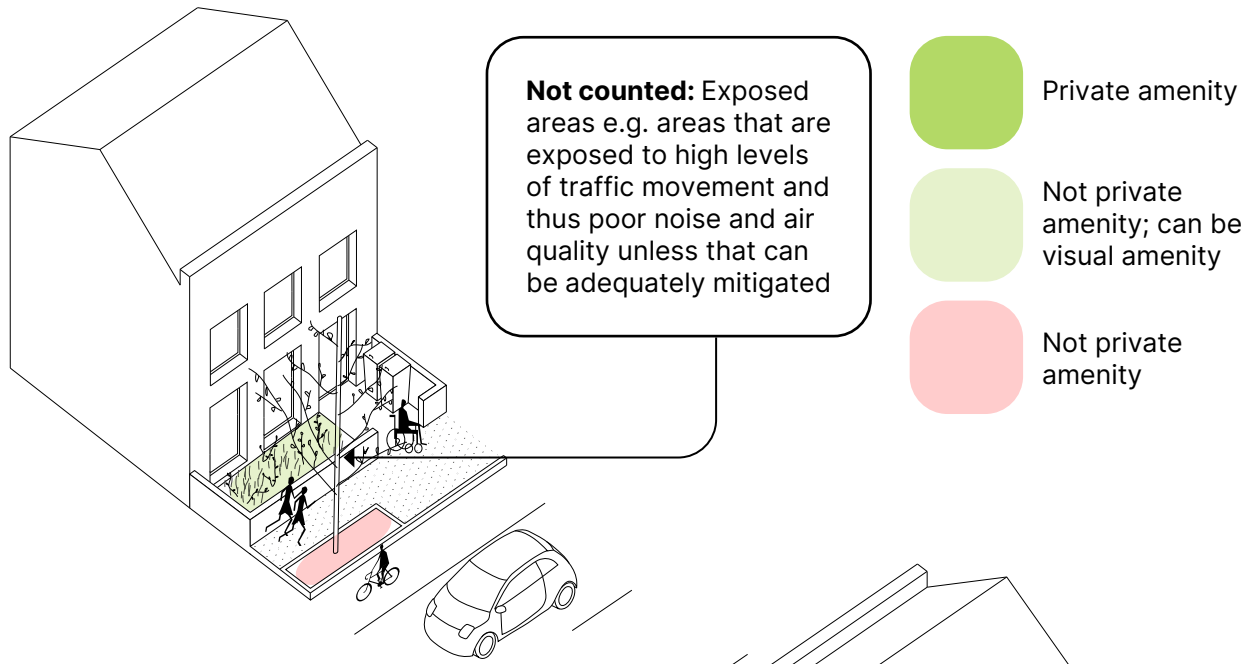 Not counted: Exposed
areas e.g. areas that are
exposed to high levels
of traffic movement and
thus poor noise and air
quality unless that can
be adequately mitigated
Private amenity
Not private
amenity; can be
visual amenity
Not private
amenity